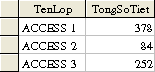 TenLop TongSoTiet
ACCESS 1 378
ACCESS 2 84
ACCESS 3 252